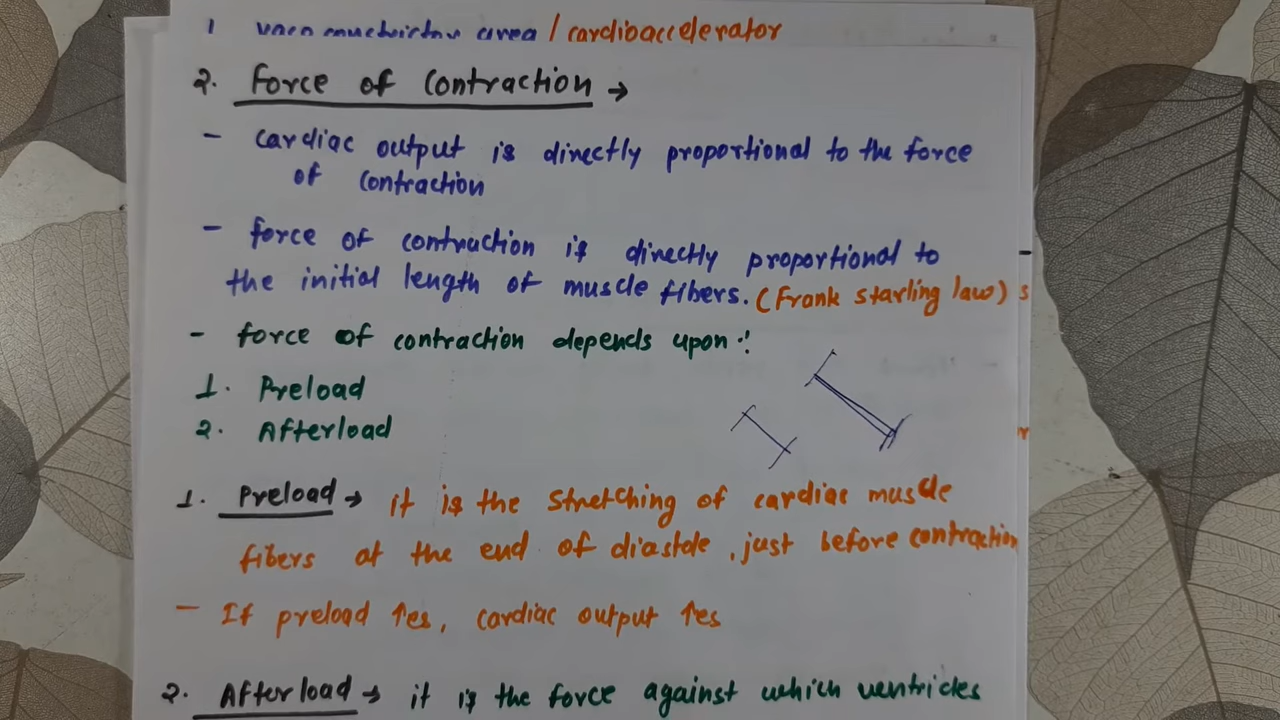 area / cardioaccelerator
2. Force of Contraction →
- cardiac output is directly proportional to the force
of contraction
- force of contraction is directly proportional to
the initial length of muscle fibers. (Frank starling law) s
- force of contraction depends upon :
1. Preload
2. Afterload
1. Preload → it is the stretching of cardiac muscle
fibers at the end of diastole, just before contraction
- If preload ↑es, cardiac output ↑es
2. Afterload → it is the force against which ventricles